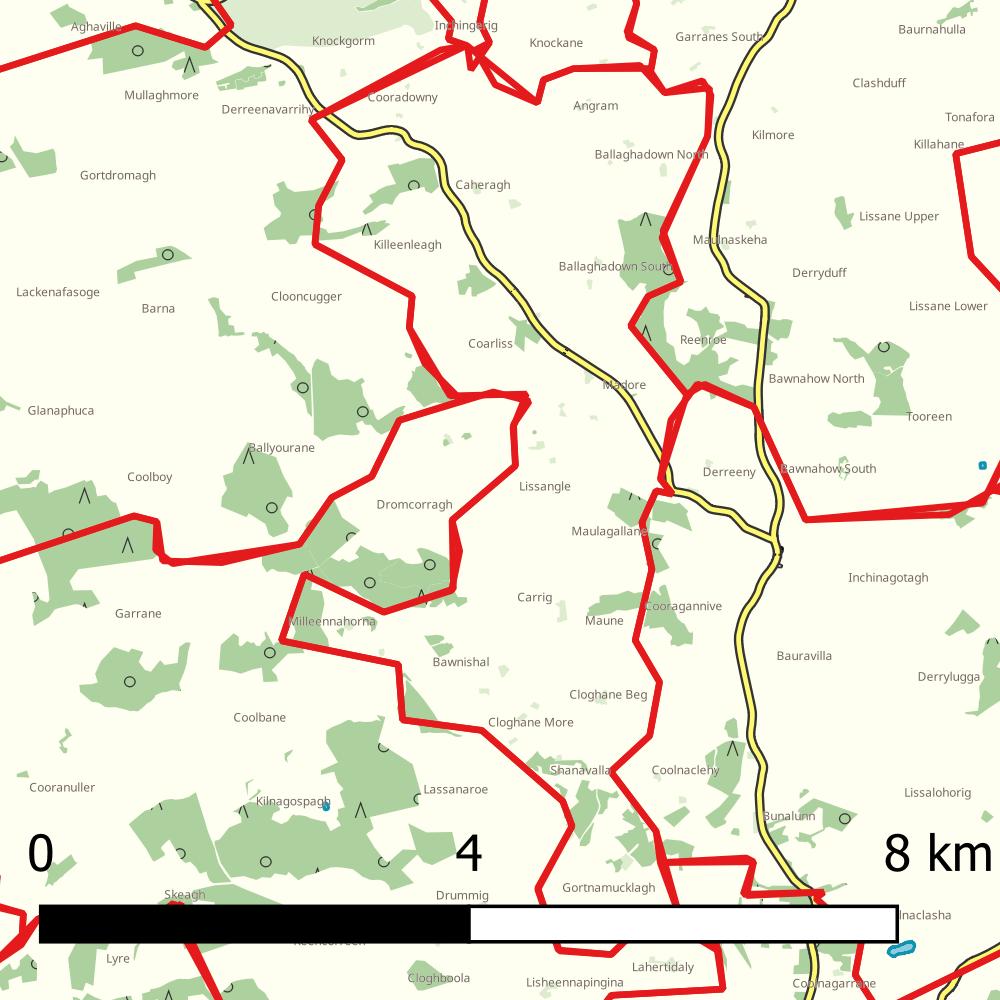 Aghaville
Inchingerig
Knockgorm
Knockane
Garranes South
Baurnahulla
Clashduff
Mullaghmore
Derreenavarrihy
Cooradowny
Angram
Tonafora
Kilmore
Killahane
Ballaghadown North
Gortdromagh
Caheragh
Lissane Upper
Killeenleagh
Maulnaskeha
Ballaghadown South
Derryduff
Lackenafasoge
Clooncugger
Barna
Lissane Lower
Coarliss
Reenroe
Madore
Bawnahow North
Glanaphuca
Tooreen
Ballyourane
Derreeny
Bawnahow South
Coolboy
Lissangle
Dromcorragh
Maulagallane
Inchinagotagh
Carrig
Cooragannive
Garrane
Milleennahorna
Maune
Bauravilla
Bawnishal
Derrylugga
Cloghane Beg
Coolbane
Cloghane More
Shanavalla
Coolnaclehy
Cooranuller
Lassanaroe
Lissalohorig
Kilnagospagh
Bunalunn
0
4
8 km
Gortnamucklagh
Skeagh
Drummig
Lyre
Lahertidaly
Cloghboola
Lisheennapingina
Coolnagarrane